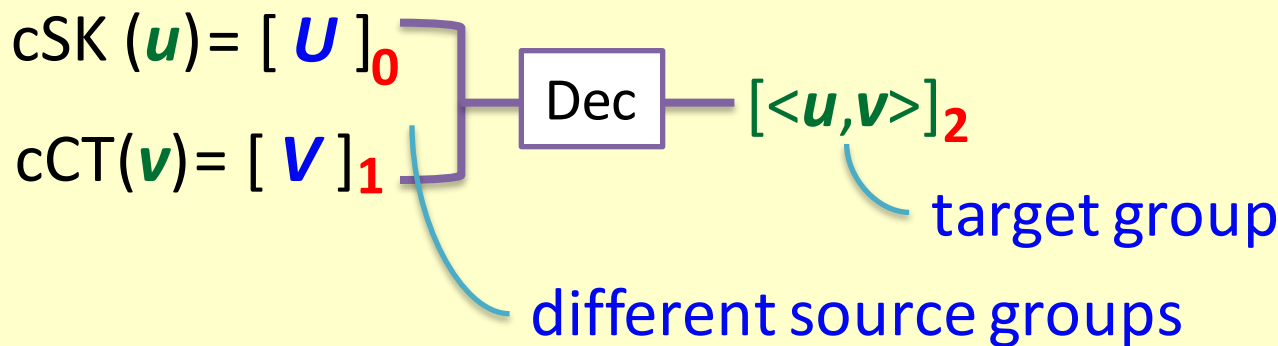 cSK (u) = [ U ]0
cCT(v) = [ V ]1
Dec
[<u,v>]2
target group
different source groups